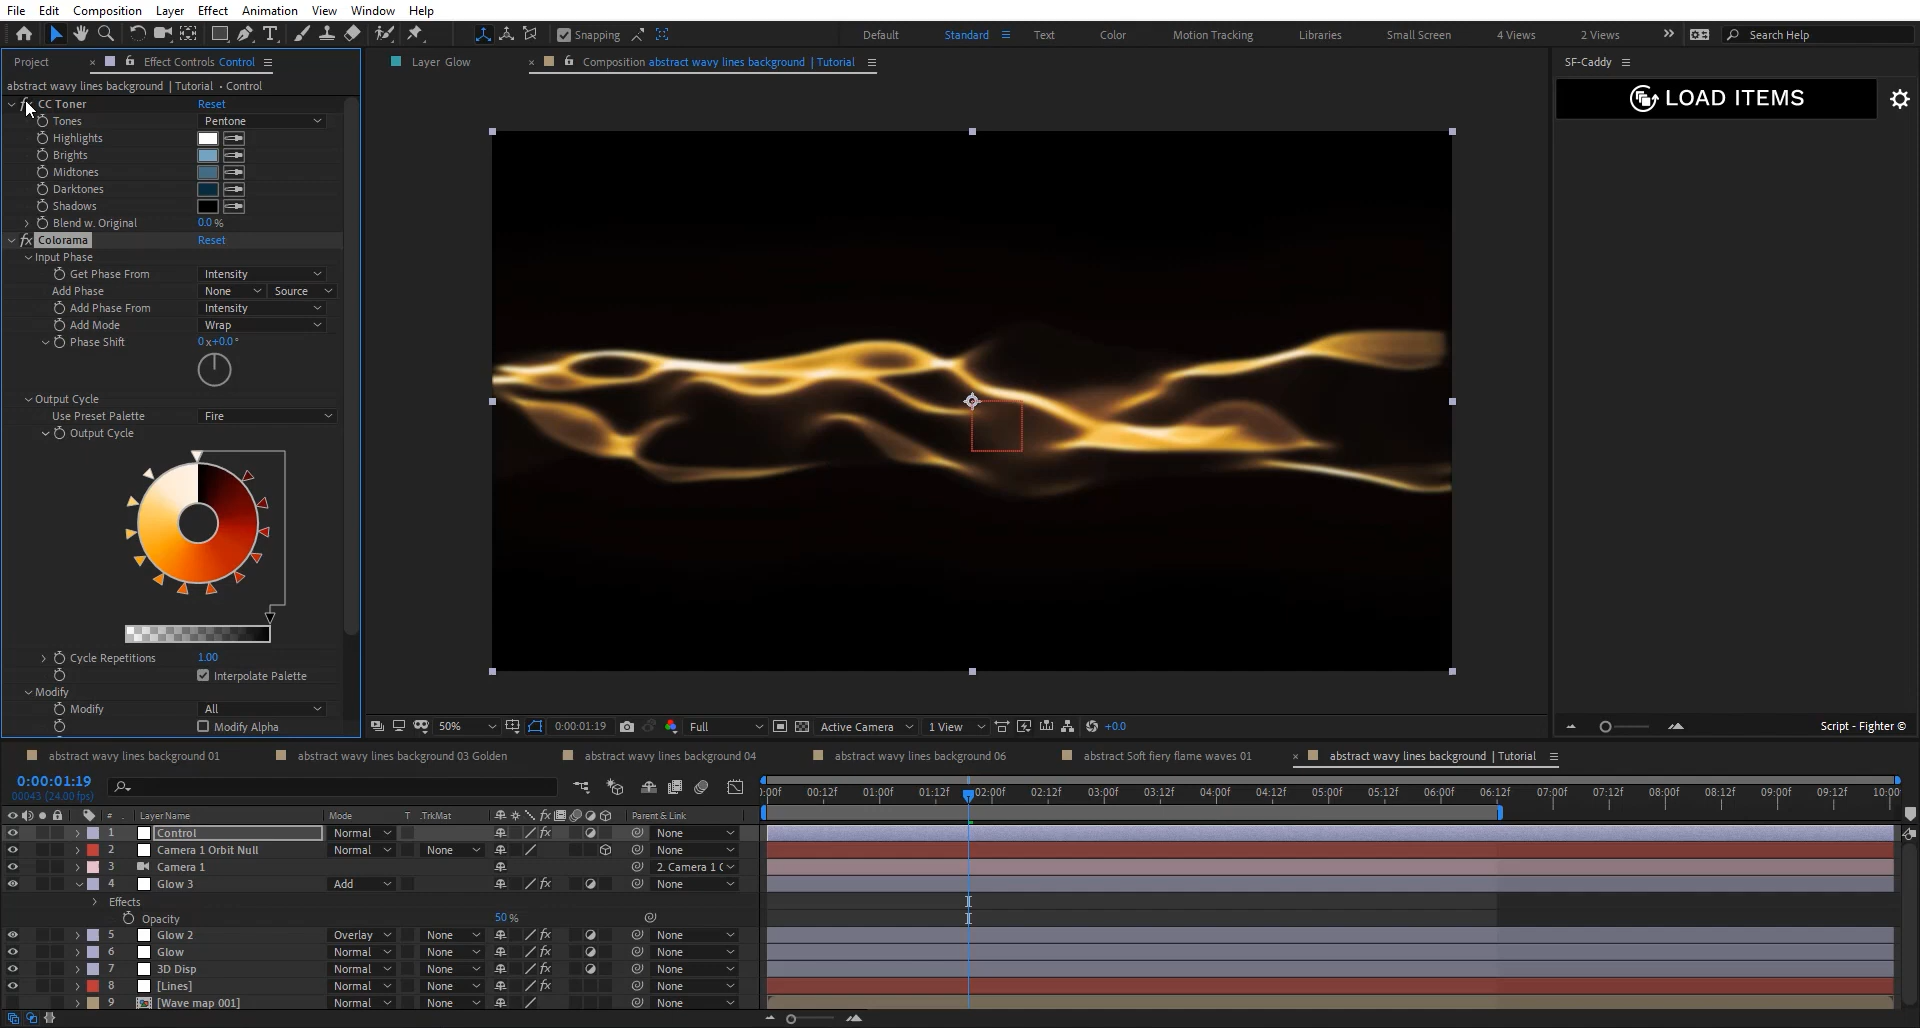 File Edit Composition Layer Effect Animation View Window Help
Snapping Default Standard Text Color Motion Tracking Libraries Small Screen 4 Views 2 Views Search Help
Project × Effect Controls Control
Layer Glow × Composition abstract wavy lines background | Tutorial
SF-Caddy
abstract wavy lines background | Tutorial • Control
LOAD ITEMS
fx CC Toner Reset
Tones Pentone
Highlights
Brights
Midtones
Darktones
Shadows
Blend w. Original 0.0 %
fx Colorama Reset
Input Phase
Get Phase From Intensity
Add Phase None Source
Add Phase From Intensity
Add Mode Wrap
Phase Shift 0 x+0.0 °
Output Cycle
Use Preset Palette Fire
Output Cycle
Cycle Repetitions 1.00
Interpolate Palette
Modify
Modify All
Modify Alpha
50% 0:00:01:19 Full Active Camera 1 View +0.0
Script - Fighter ©
abstract wavy lines background 01 abstract wavy lines background 03 Golden abstract wavy lines background 04 abstract wavy lines background 06 abstract Soft fiery flame waves 01 × abstract wavy lines background | Tutorial
0:00:01:19
00043 (24.00 fps)
:00f 00:12f 01:00f 01:12f 02:00f 02:12f 03:00f 03:12f 04:00f 04:12f 05:00f 05:12f 06:00f 06:12f 07:00f 07:12f 08:00f 08:12f 09:00f 09:12f 10:00f
# Layer Name Mode T .TrkMat fx Parent & Link
1 Control Normal fx None
2 Camera 1 Orbit Null Normal None None
3 Camera 1 2. Camera 1 O
4 Glow 3 Add fx None
Effects
Opacity 50 %
5 Glow 2 Overlay None fx None
6 Glow Normal None fx None
7 3D Disp Normal None fx None
8 [Lines] Normal None fx None
9 [Wave map 001] Normal None None